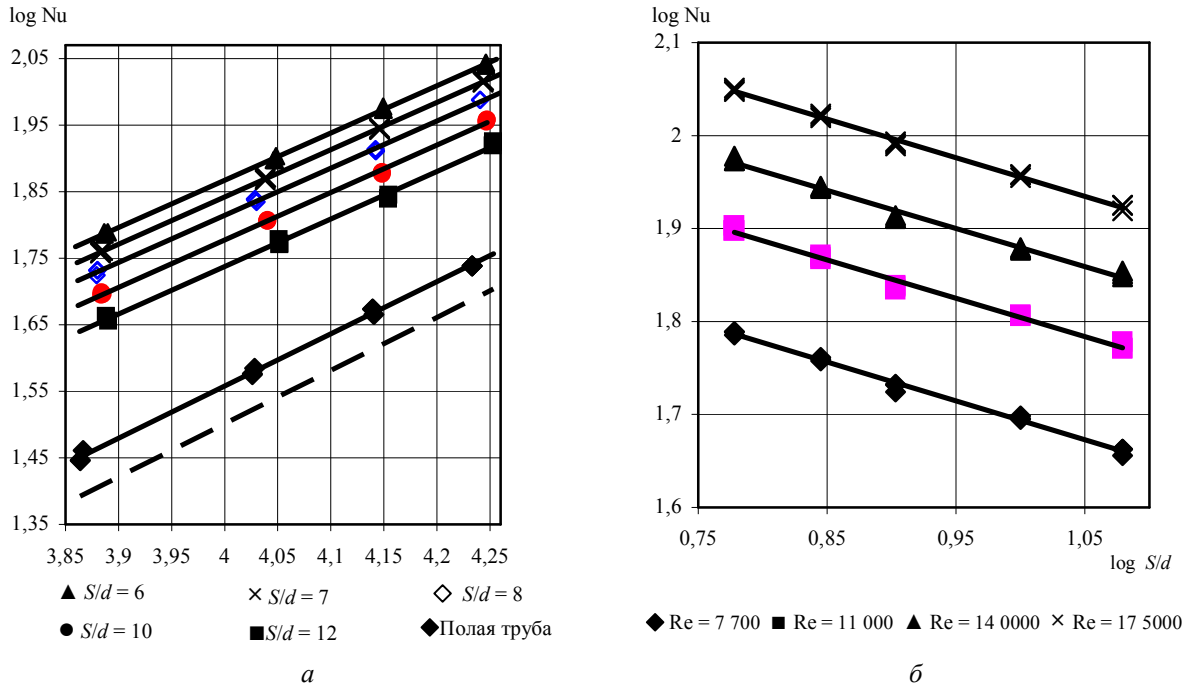 log Nu
2,05
1,95
1,85
1,75
1,65
1,55
1,45
1,35
3,85 3,9 3,95 4 4,05 4,1 4,15 4,2 4,25
S/d = 6 S/d = 7 S/d = 8
S/d = 10 S/d = 12 Полая труба
а
log Nu
2,1
2
1,9
1,8
1,7
1,6
0,75 0,85 0,95 1,05
log S/d
Re = 7 700 Re = 11 000 Re = 14 0000 Re = 17 5000
б